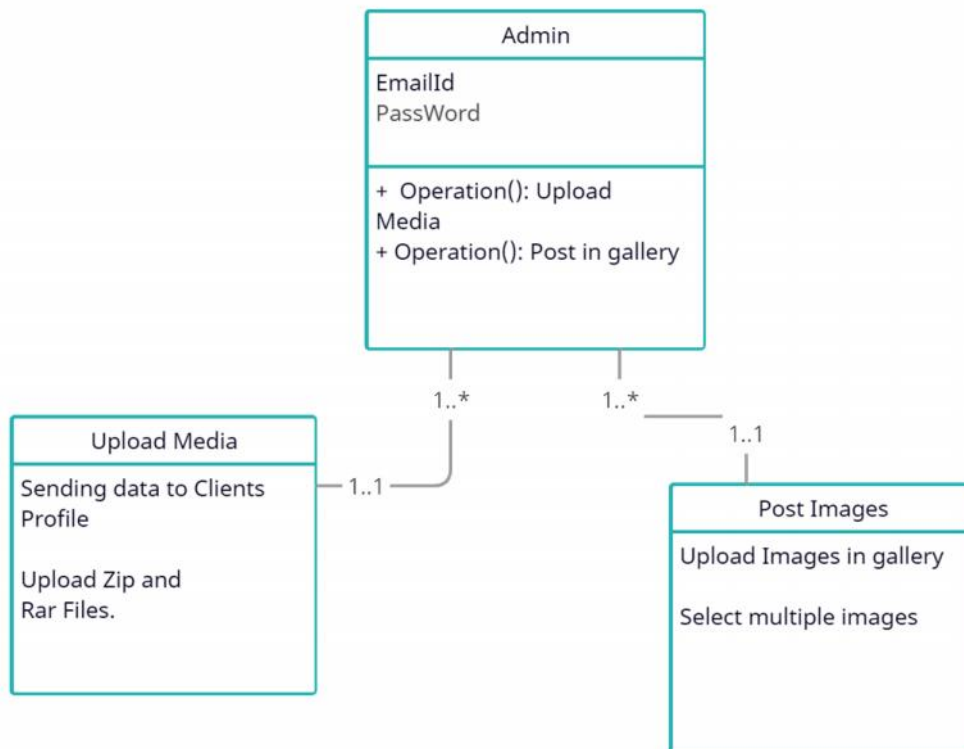 Admin
EmailId
PassWord
+  Operation(): Upload
Media
+ Operation(): Post in gallery
1..*
1..*
1..1
1..1
Upload Media
Sending data to Clients
Profile
Upload Zip and
Rar Files.
Post Images
Upload Images in gallery
Select multiple images